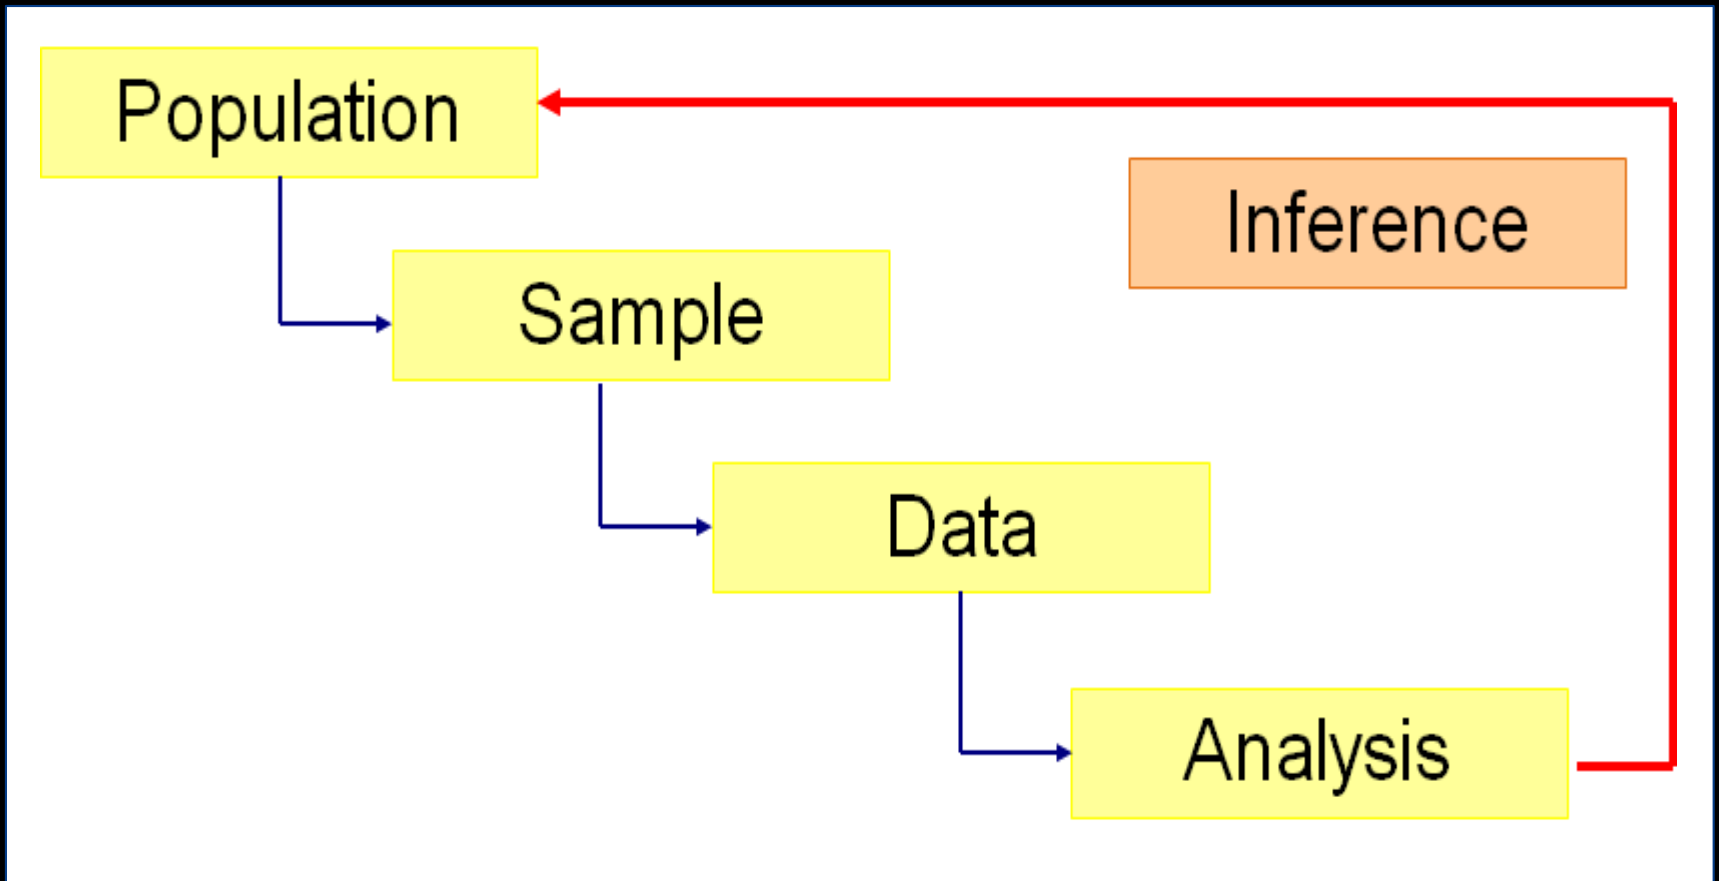 Population
Inference
Sample
Data
Analysis